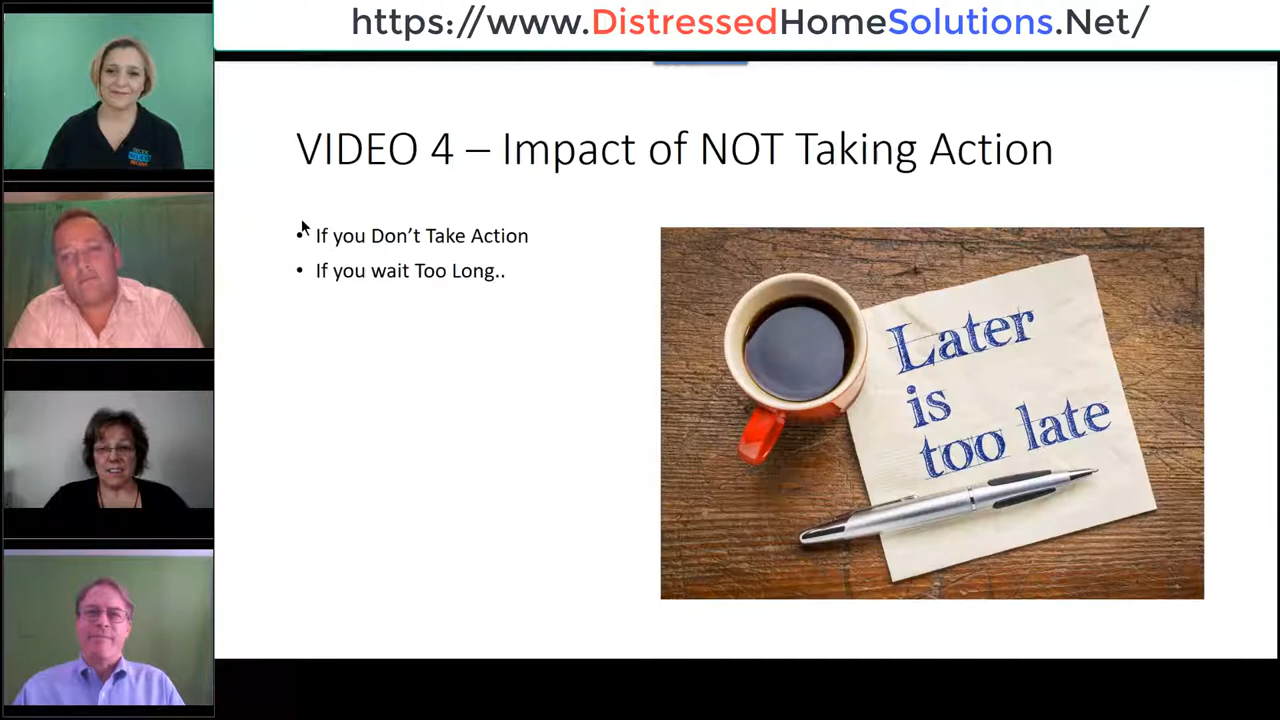 https://www.DistressedHomeSolutions.Net/
VIDEO 4 – Impact of NOT Taking Action
• If you Don’t Take Action
• If you wait Too Long..
Later
is
too late